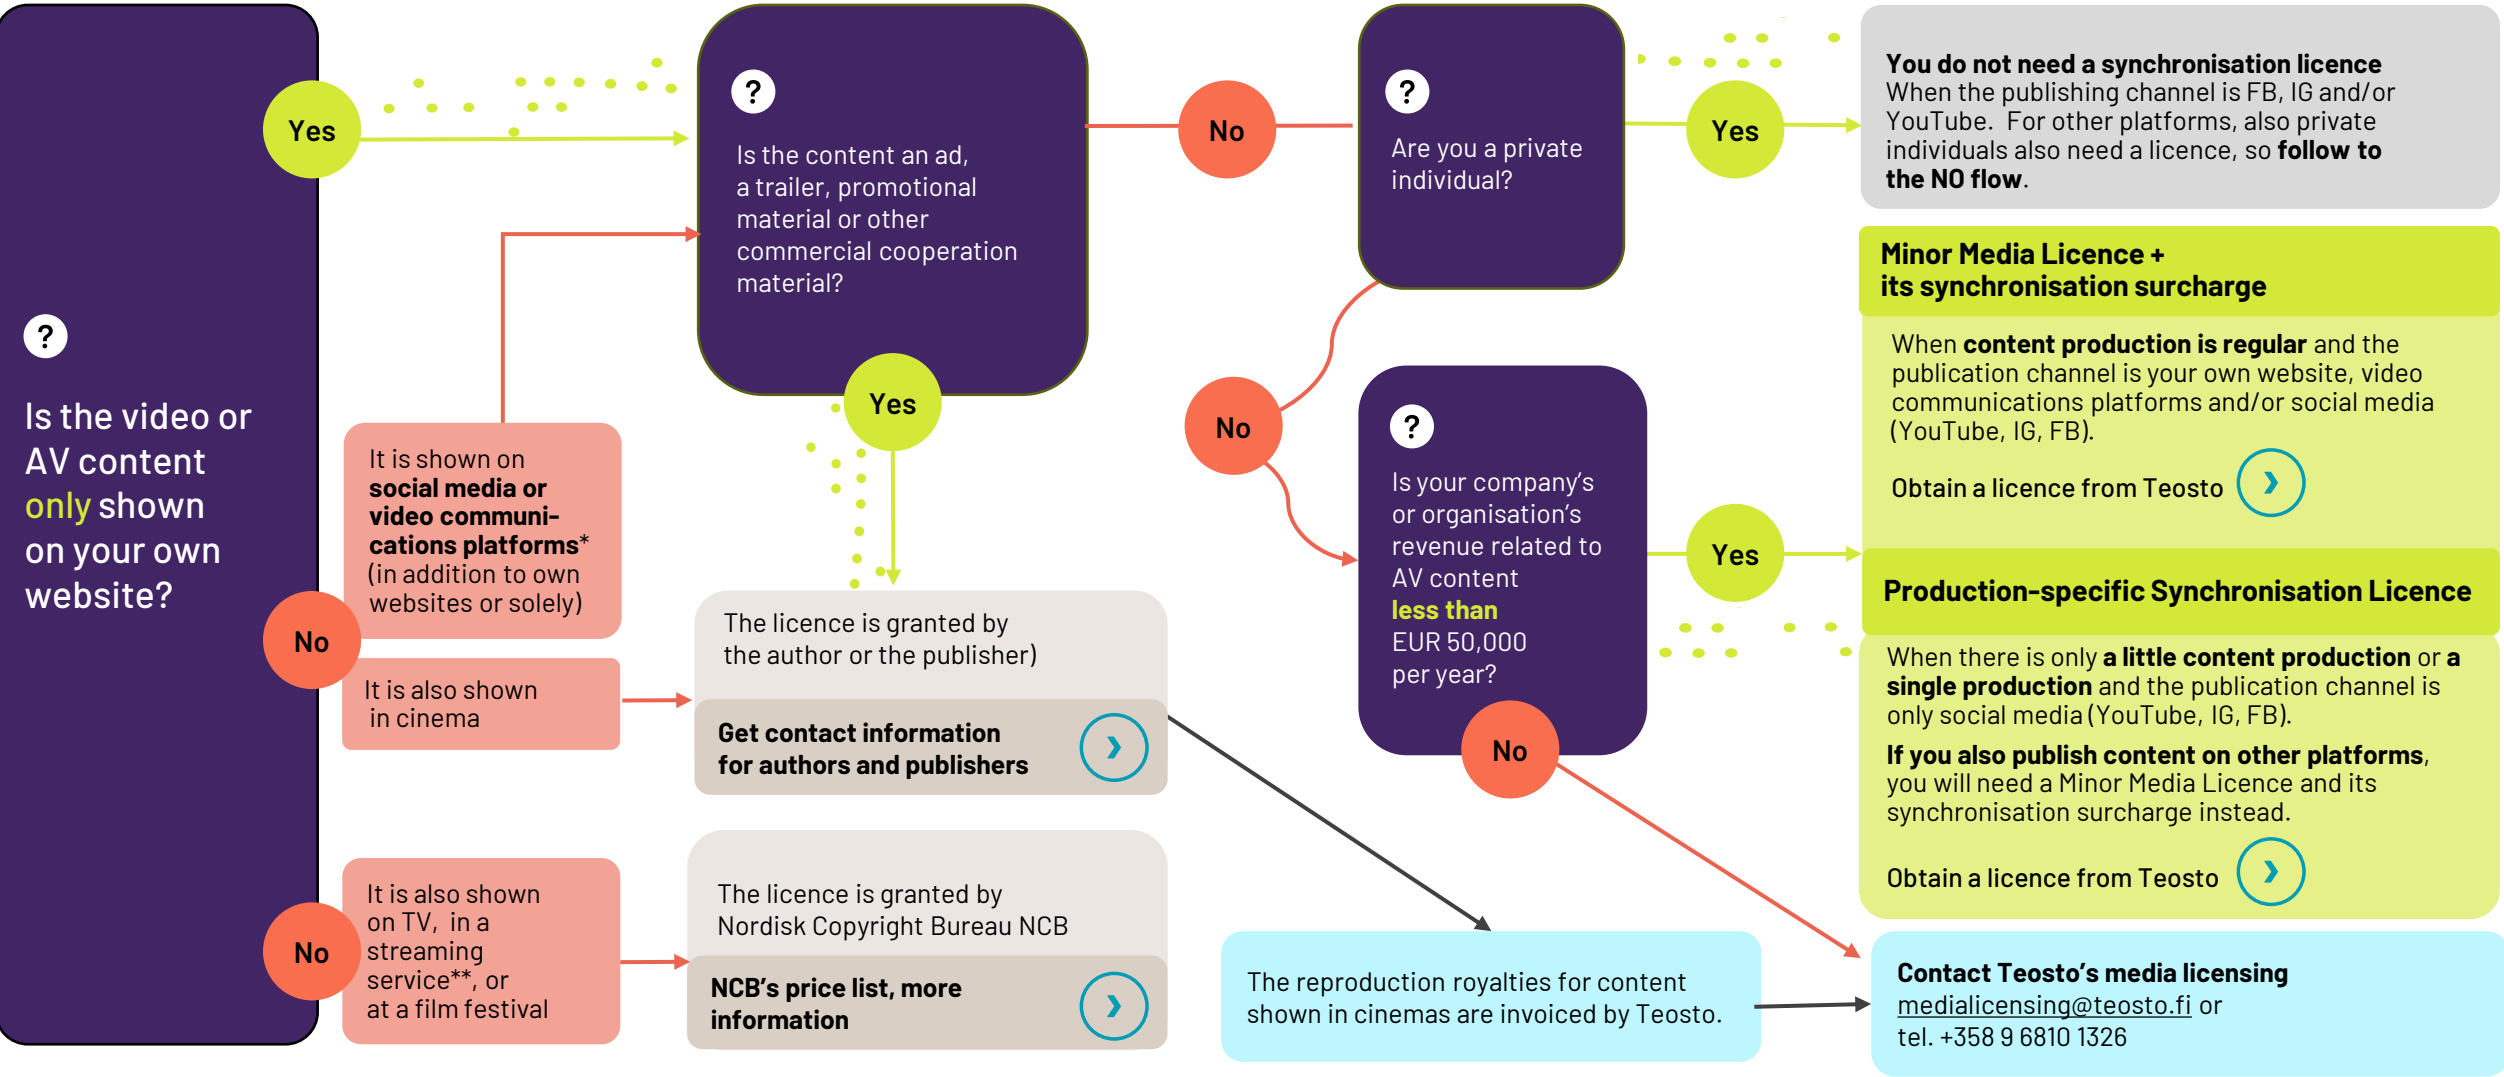 ?
Is the video or
AV content
only shown
on your own
website?
Yes
No
No
It is shown on
social media or
video communi-
cations platforms*
(in addition to own
websites or solely)
It is also shown
in cinema
It is also shown
on TV, in a
streaming
service**, or
at a film festival
?
Is the content an ad,
a trailer, promotional
material or other
commercial cooperation
material?
Yes
No
The licence is granted by
the author or the publisher)
Get contact information
for authors and publishers
The licence is granted by
Nordisk Copyright Bureau NCB
NCB's price list, more
information
?
Are you a private
individual?
Yes
No
?
Is your company's
or organisation's
revenue related to
AV content
less than
EUR 50,000
per year?
Yes
No
The reproduction royalties for content
shown in cinemas are invoiced by Teosto.
You do not need a synchronisation licence
When the publishing channel is FB, IG and/or
YouTube. For other platforms, also private
individuals also need a licence, so follow to
the NO flow.
Minor Media Licence +
its synchronisation surcharge
When content production is regular and the
publication channel is your own website, video
communications platforms and/or social media
(YouTube, IG, FB).
Obtain a licence from Teosto
Production-specific Synchronisation Licence
When there is only a little content production or a
single production and the publication channel is
only social media (YouTube, IG, FB).
If you also publish content on other platforms,
you will need a Minor Media Licence and its
synchronisation surcharge instead.
Obtain a licence from Teosto
Contact Teosto's media licensing
medialicensing@teosto.fi or
tel. +358 9 6810 1326